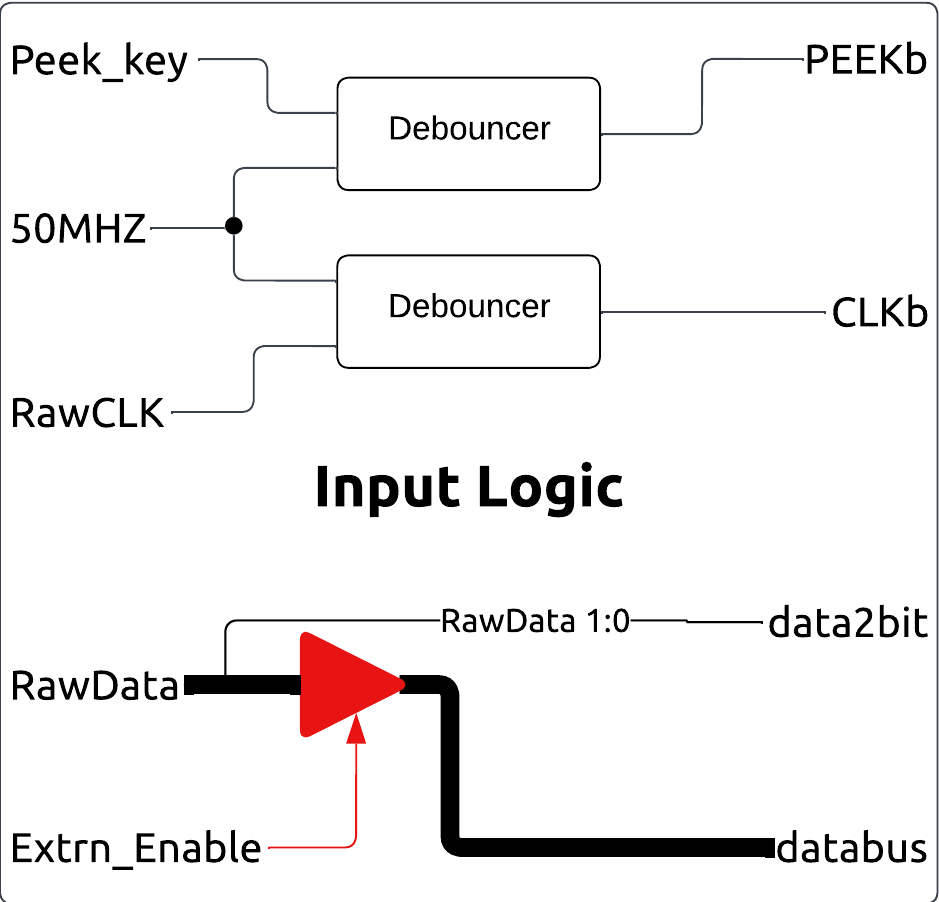 Peek_key
PEEKb
Debouncer
50MHZ
Debouncer
CLKb
RawCLK
Input Logic
RawData 1:0
data2bit
RawData
Extrn_Enable
databus